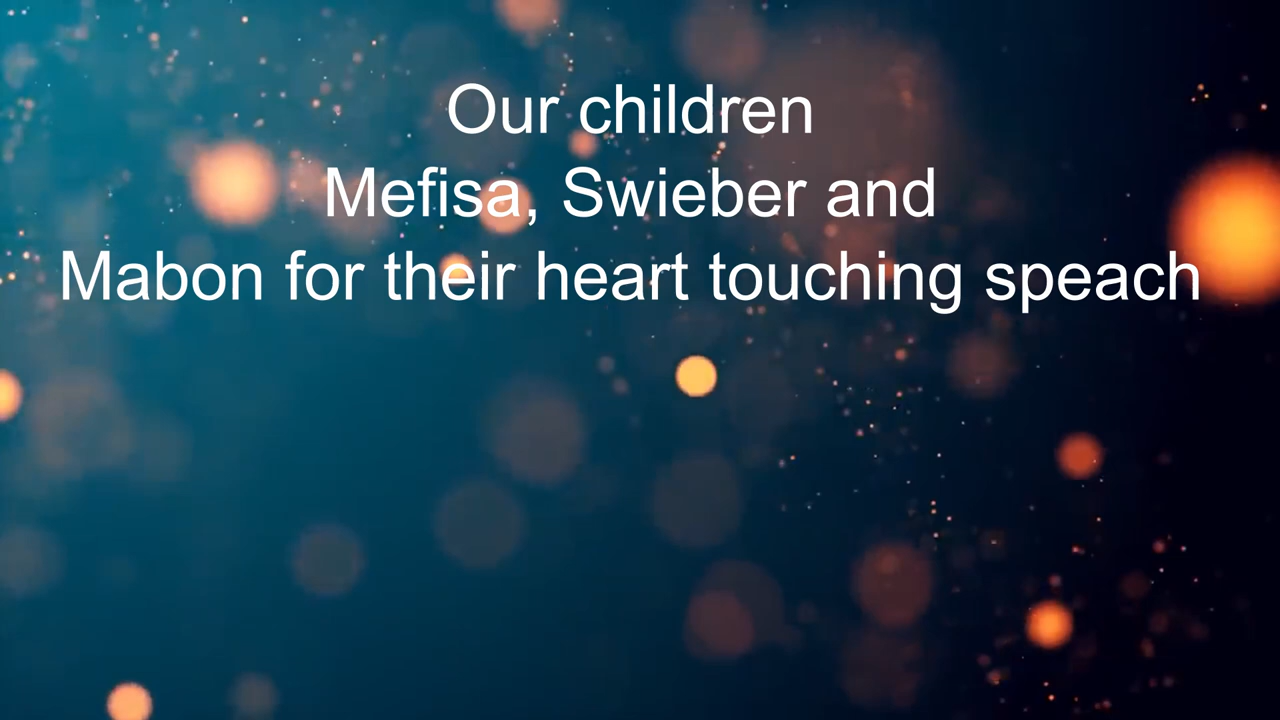 Our children
Mefisa, Swieber and
Mabon for their heart touching speach